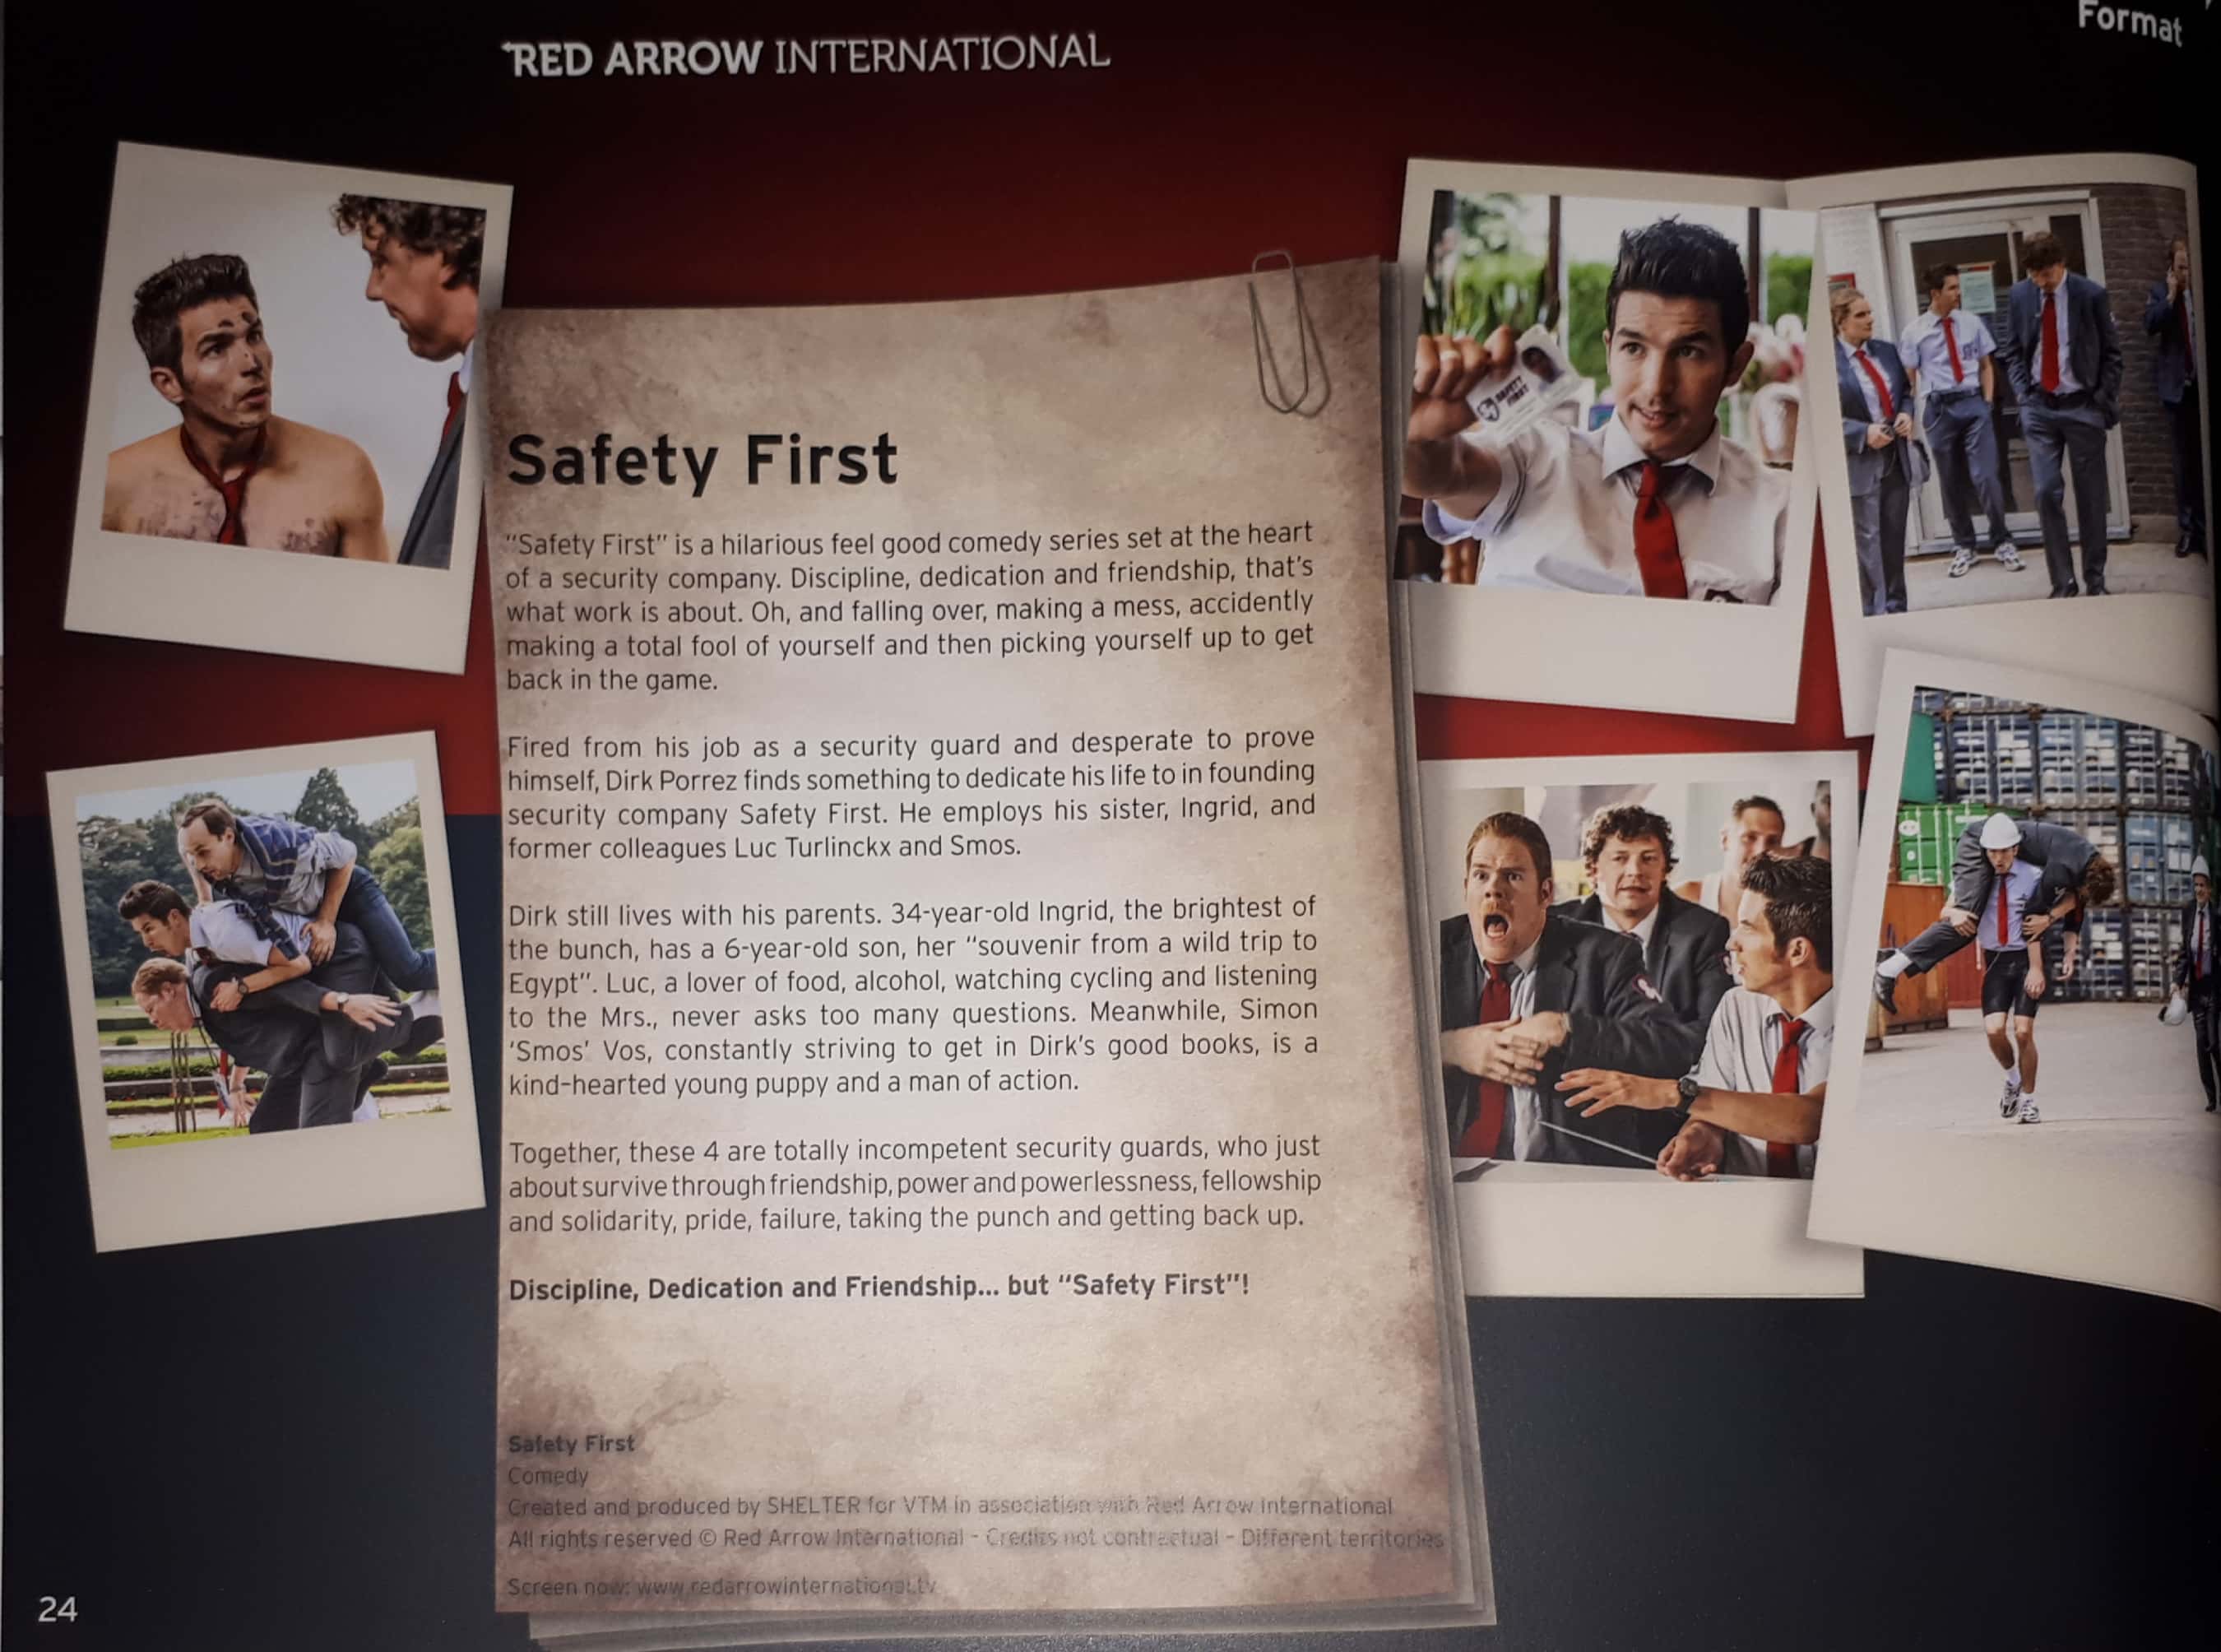 RED ARROW INTERNATIONAL
Format
SAFETY
FIRST
Safety First
"Safety First" is a hilarious feel good comedy series set at the heart
of a security company. Discipline, dedication and friendship, that's
what work is about. Oh, and falling over, making a mess, accidently
making a total fool of yourself and then picking yourself up to get
back in the game.
Fired from his job as a security guard and desperate to prove
himself, Dirk Porrez finds something to dedicate his life to in founding
security company Safety First. He employs his sister, Ingrid, and
former colleagues Luc Turlinckx and Smos.
Dirk still lives with his parents. 34-year-old Ingrid, the brightest of
the bunch, has a 6-year-old son, her "souvenir from a wild trip to
Egypt". Luc, a lover of food, alcohol, watching cycling and listening
to the Mrs., never asks too many questions. Meanwhile, Simon
'Smos' Vos, constantly striving to get in Dirk's good books, is a
kind-hearted young puppy and a man of action.
Together, these 4 are totally incompetent security guards, who just
about survive through friendship, power and powerlessness, fellowship
and solidarity, pride, failure, taking the punch and getting back up.
Discipline, Dedication and Friendship... but "Safety First"!
Safety First
Comedy
Created and produced by SHELTER for VTM in association with Red Arrow International
All rights reserved © Red Arrow International - Credits not contractual - Different territories
Screen now: www.redarrowinternational.tv
24